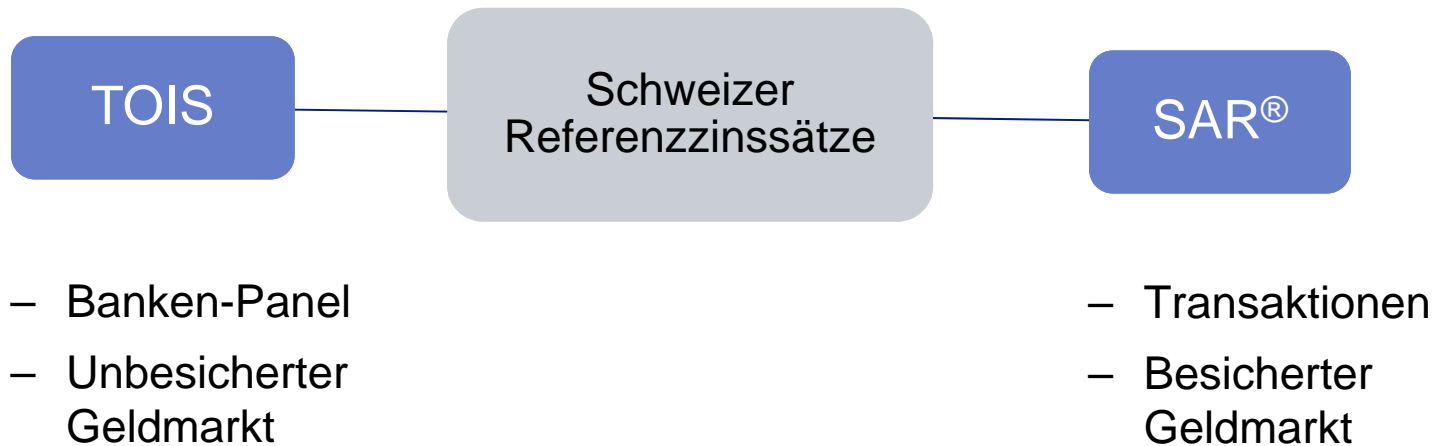 TOIS
Schweizer
Referenzzinssätze
SAR®
– Banken-Panel
– Unbesicherter
Geldmarkt
– Transaktionen
– Besicherter
Geldmarkt